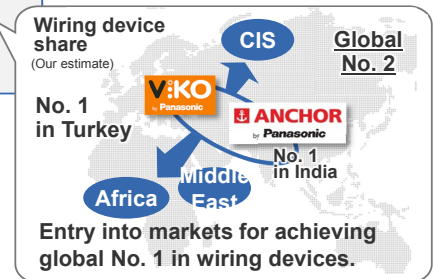 Wiring device
share
(Our estimate)
CIS
Global
No. 2
V:KO
by Panasonic
No. 1
in Turkey
ANCHOR
by Panasonic
No. 1
in India
Middle
East
Africa
Entry into markets for achieving
global No. 1 in wiring devices.